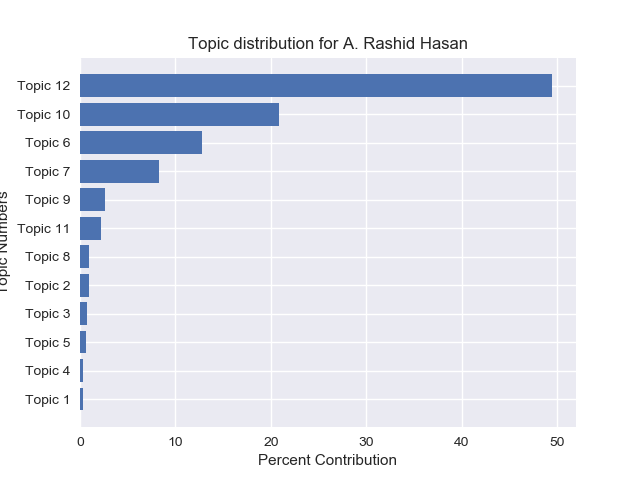 Topic distribution for A. Rashid Hasan
Topic 12
Topic 10
Topic 6
Topic 7
Topic 9
Topic 11
Topic 8
Topic 2
Topic 3
Topic 5
Topic 4
Topic 1
Topic Numbers
0 10 20 30 40 50
Percent Contribution